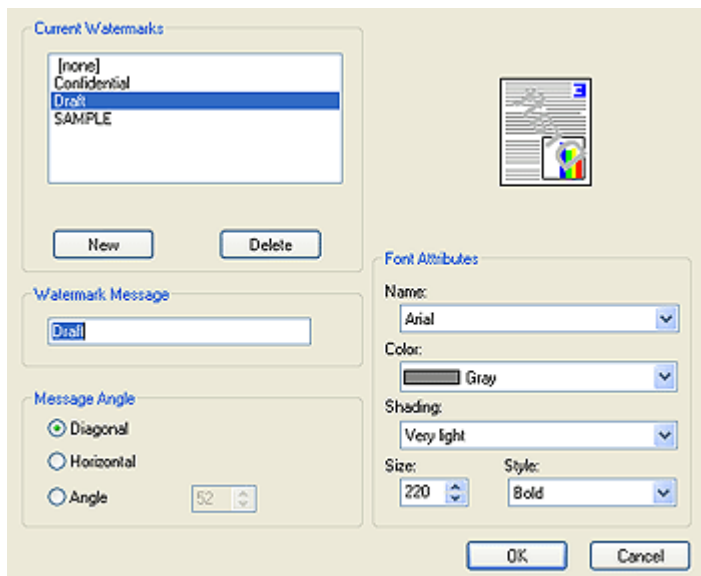 Current Watermarks
[none]
Confidential
Draft
SAMPLE
New
Delete
Watermark Message
Draft
Message Angle
Diagonal
Horizontal
Angle
52
3
Font Attributes
Name:
Arial
Color:
Gray
Shading:
Very light
Size:
Style:
220
Bold
OK
Cancel